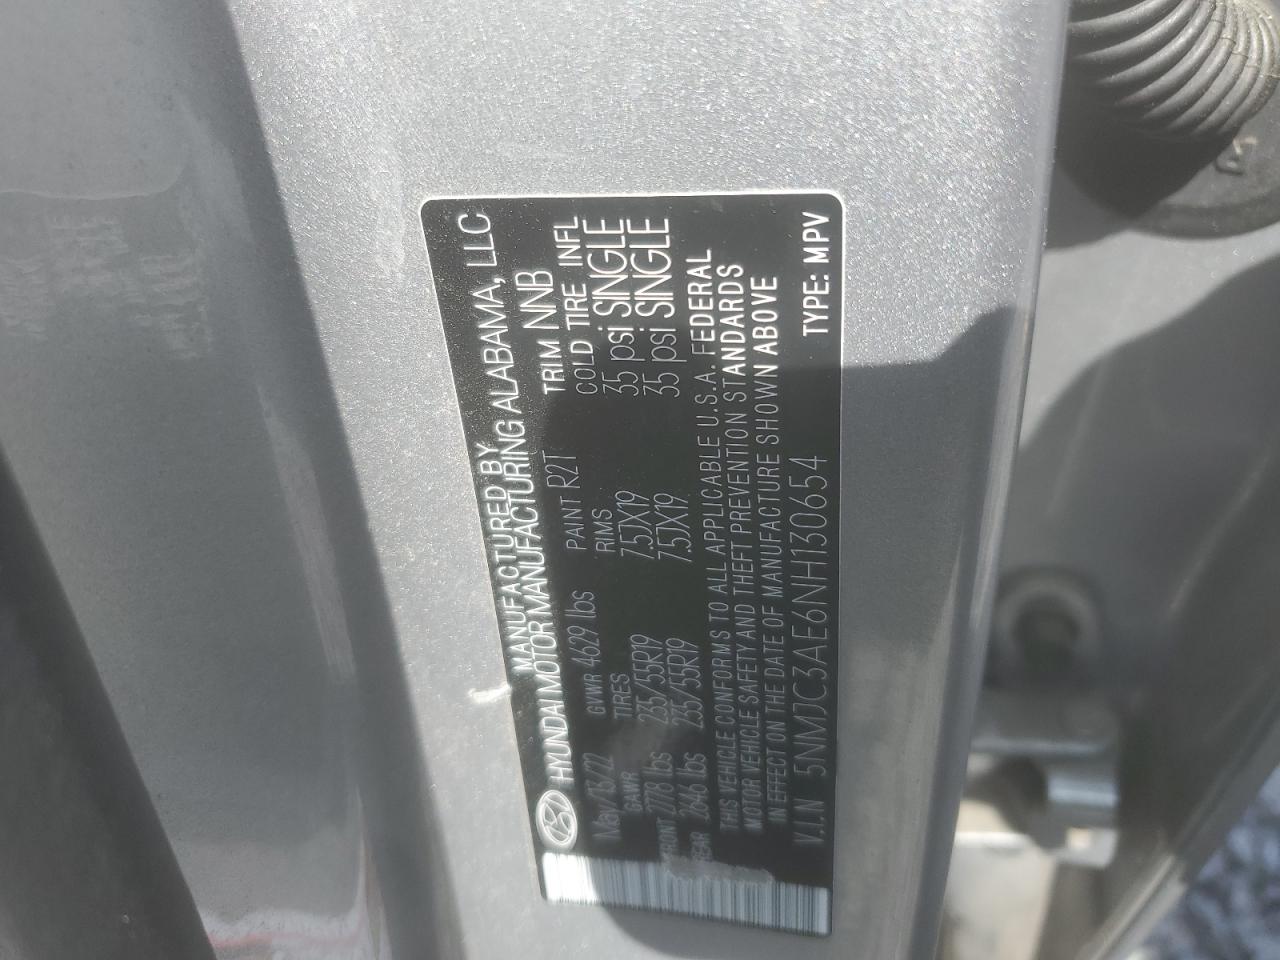 MANUFACTURED BY
HYUNDAI MOTOR MANUFACTURING ALABAMA, LLC
May/13/22 GVWR 4629 lbs PAINT R2T TRIM NNB
GAWR TIRES RIMS COLD TIRE INFL
FRONT 2778 lbs 235/55R19 7.5JX19 35 psi SINGLE
REAR 2646 lbs 235/55R19 7.5JX19 35 psi SINGLE
THIS VEHICLE CONFORMS TO ALL APPLICABLE U.S.A. FEDERAL
MOTOR VEHICLE SAFETY AND THEFT PREVENTION STANDARDS
IN EFFECT ON THE DATE OF MANUFACTURE SHOWN ABOVE
V.I.N 5NMJC3AE6NH130654 TYPE: MPV